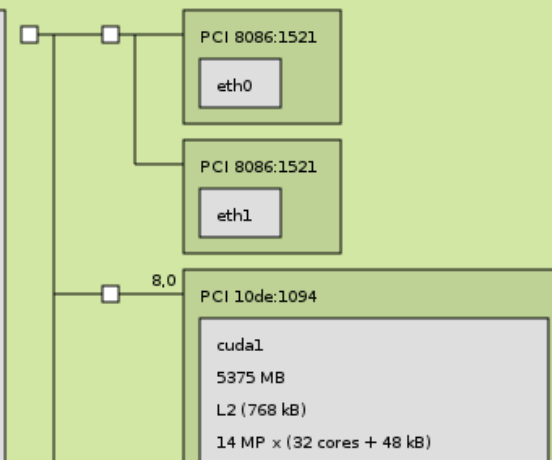 PCI 8086:1521
eth0
PCI 8086:1521
eth1
8,0
PCI 10de:1094
cuda1
5375 MB
L2 (768 kB)
14 MP x (32 cores + 48 kB)